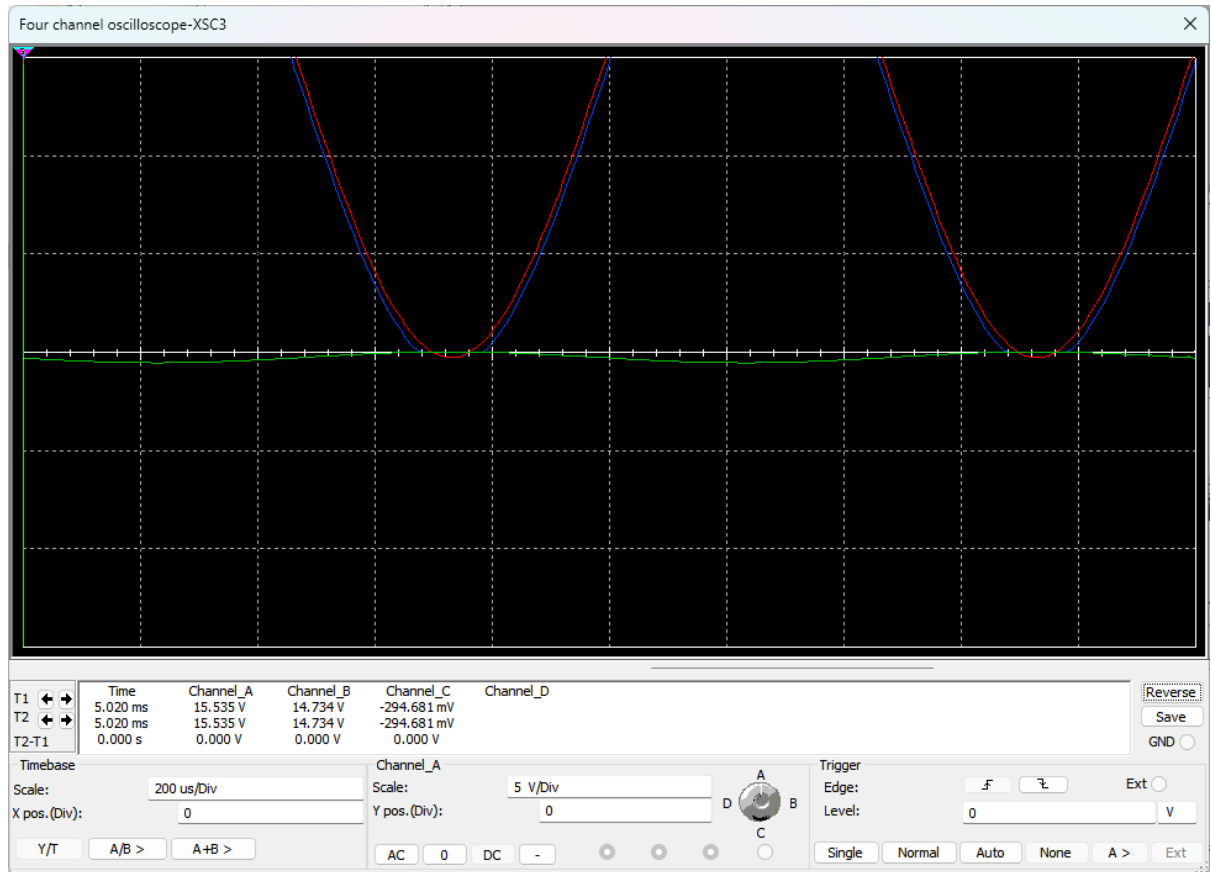 Four channel oscilloscope-XSC3
Time Channel_A Channel_B Channel_C Channel_D
T1 5.020 ms 15.535 V 14.734 V -294.681 mV
T2 5.020 ms 15.535 V 14.734 V -294.681 mV
T2-T1 0.000 s 0.000 V 0.000 V 0.000 V
Reverse
Save
GND
Timebase
Scale: 200 us/Div
X pos.(Div): 0
Y/T A/B > A+B >
Channel_A
Scale: 5 V/Div
Y pos.(Div): 0
AC 0 DC -
A
D B
C
Trigger
Edge: Ext
Level: 0 V
Single Normal Auto None A > Ext